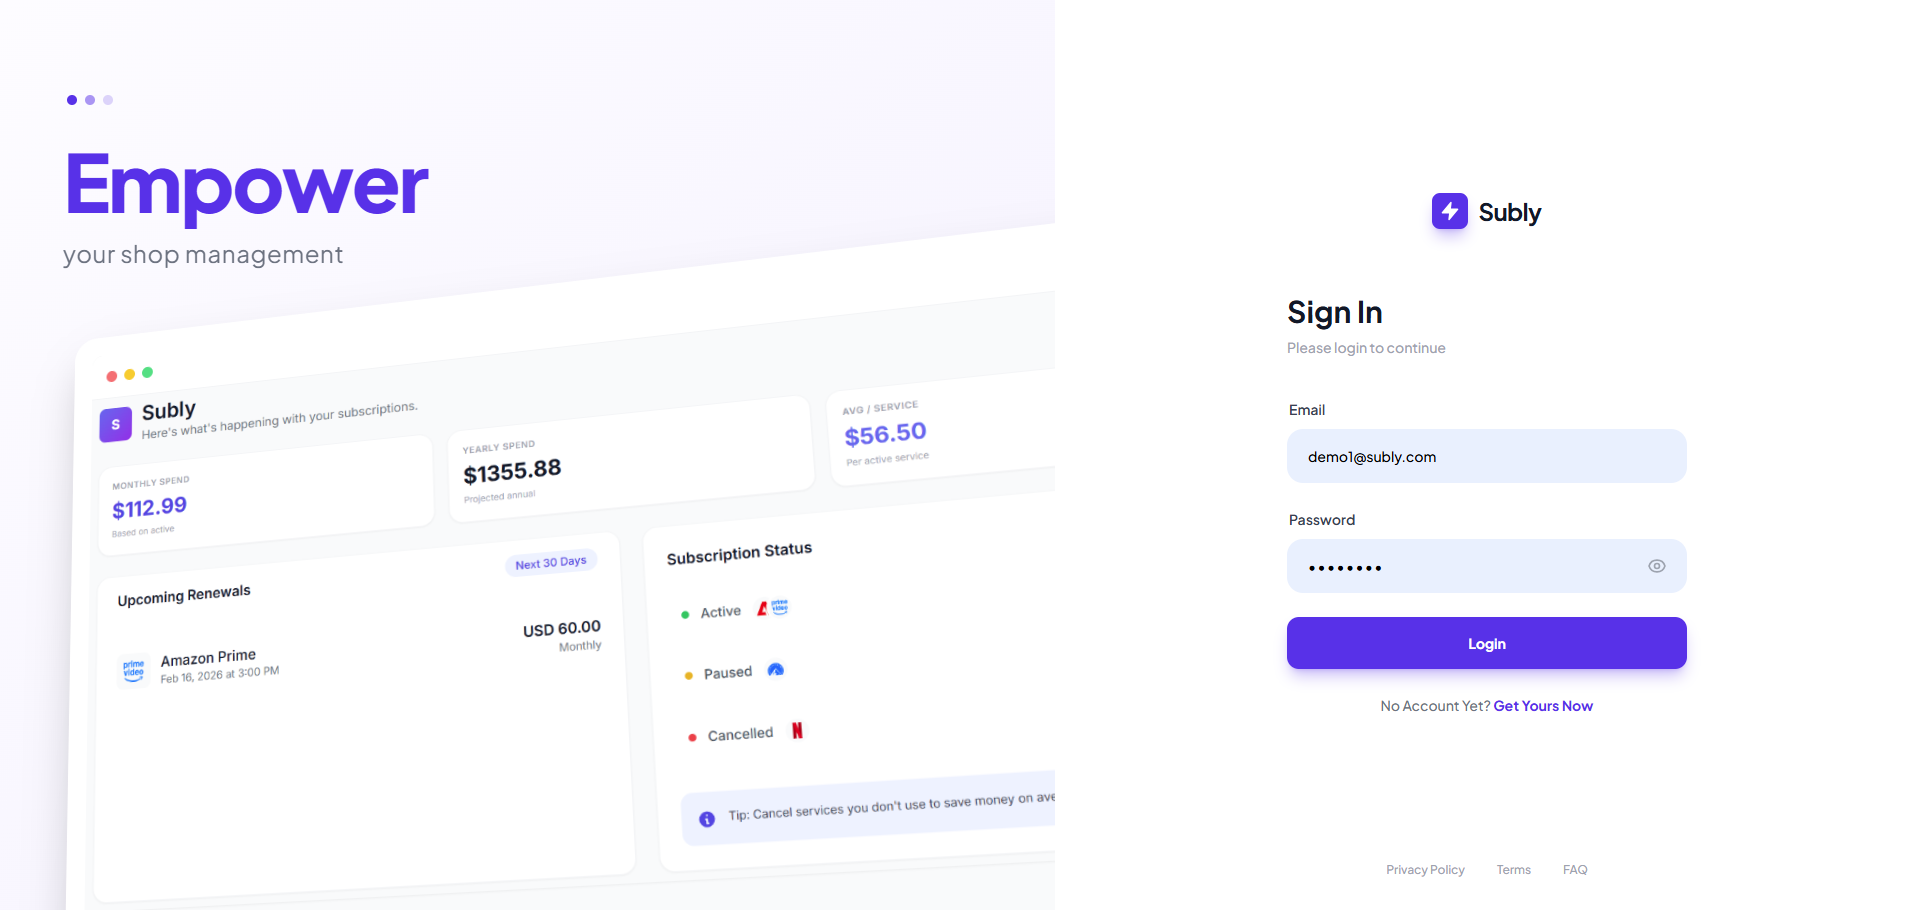 Empower
your shop management
S
Subly
Here's what's happening with your subscriptions.
MONTHLY SPEND
$112.99
Based on active
YEARLY SPEND
$1355.88
Projected annual
AVG / SERVICE
$56.50
Per active service
Upcoming Renewals
Next 30 Days
prime
video
Amazon Prime
Feb 16, 2026 at 3:00 PM
USD 60.00
Monthly
Subscription Status
Active
prime
video
Paused
Cancelled
N
Tip: Cancel services you don't use to save money on ave
Subly
Sign In
Please login to continue
Email
demo1@subly.com
Password
••••••••
Login
No Account Yet? Get Yours Now
Privacy Policy
Terms
FAQ